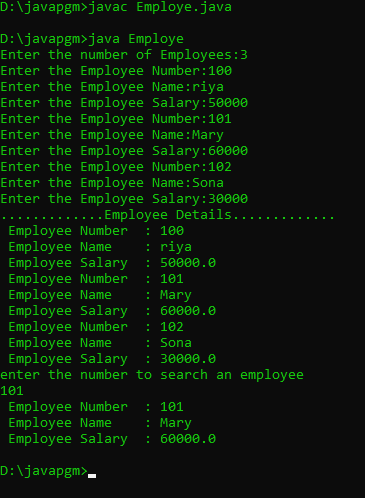 D:\javapgm>javac Employe.java
D:\javapgm>java Employe
Enter the number of Employees:3
Enter the Employee Number:100
Enter the Employee Name:riya
Enter the Employee Salary:50000
Enter the Employee Number:101
Enter the Employee Name:Mary
Enter the Employee Salary:60000
Enter the Employee Number:102
Enter the Employee Name:Sona
Enter the Employee Salary:30000
.............Employee Details.............
 Employee Number  : 100
 Employee Name    : riya
 Employee Salary  : 50000.0
 Employee Number  : 101
 Employee Name    : Mary
 Employee Salary  : 60000.0
 Employee Number  : 102
 Employee Name    : Sona
 Employee Salary  : 30000.0
enter the number to search an employee
101
 Employee Number  : 101
 Employee Name    : Mary
 Employee Salary  : 60000.0
D:\javapgm>